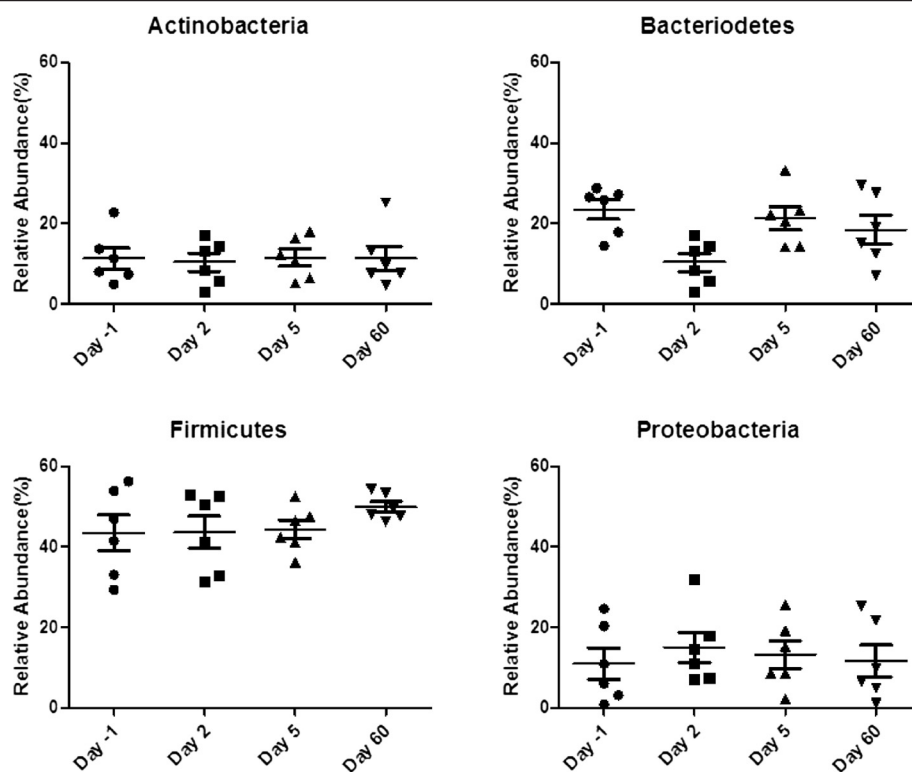 Actinobacteria
Relative Abundance(%)
60
40
20
0
Day -1
Day 2
Day 5
Day 60
Bacteriodetes
Relative Abundance(%)
60
40
20
0
Day -1
Day 2
Day 5
Day 60
Firmicutes
Relative Abundance(%)
60
40
20
0
Day -1
Day 2
Day 5
Day 60
Proteobacteria
Relative Abundance(%)
60
40
20
0
Day -1
Day 2
Day 5
Day 60